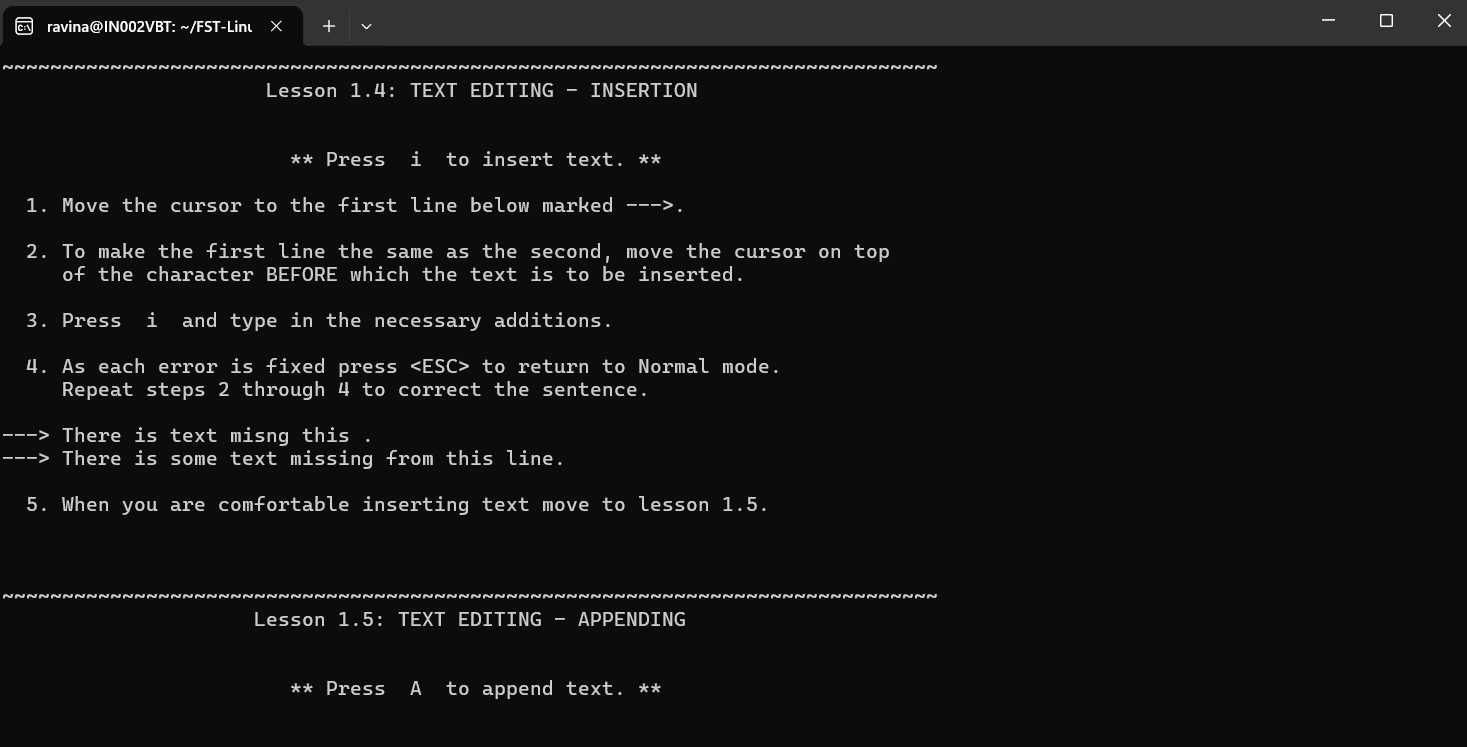 ravina@IN002VBT: ~/FST-Linu
~~~~~~~~~~~~~~~~~~~~~~~~~~~~~~~~~~~~~~~~~~~~~~~~~~~~~~~~~~~~~~~~~~~~~~~~~~~~~~
Lesson 1.4: TEXT EDITING - INSERTION
** Press  i  to insert text. **
1. Move the cursor to the first line below marked --->.
2. To make the first line the same as the second, move the cursor on top
of the character BEFORE which the text is to be inserted.
3. Press  i  and type in the necessary additions.
4. As each error is fixed press <ESC> to return to Normal mode.
Repeat steps 2 through 4 to correct the sentence.
---> There is text misng this .
---> There is some text missing from this line.
5. When you are comfortable inserting text move to lesson 1.5.
~~~~~~~~~~~~~~~~~~~~~~~~~~~~~~~~~~~~~~~~~~~~~~~~~~~~~~~~~~~~~~~~~~~~~~~~~~~~~~
Lesson 1.5: TEXT EDITING - APPENDING
** Press  A  to append text. **